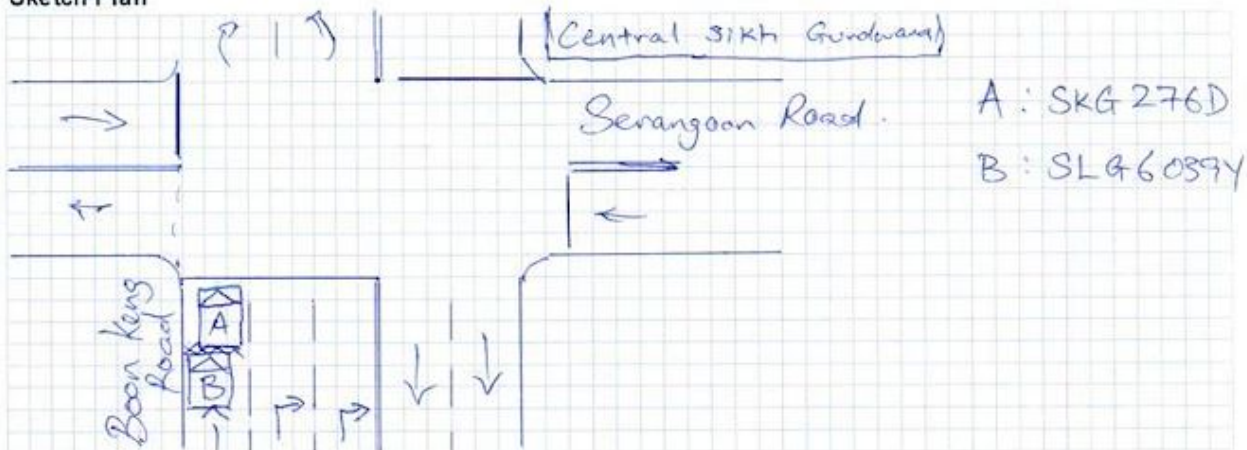 Sketch Plan
Central Sikh Gurdwara
Serangoon Road.
A : SKG 276D
B : SLG 6039Y
Boon Keng
Road
A
B